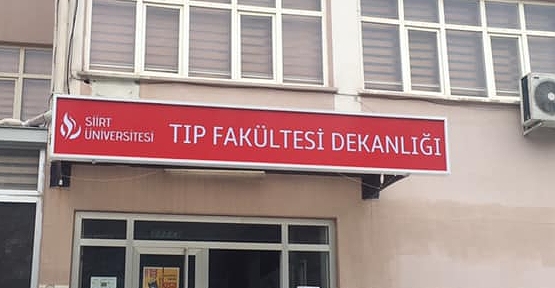 SİİRT
ÜNİVERSİTESİ
TIP FAKÜLTESİ DEKANLIĞI